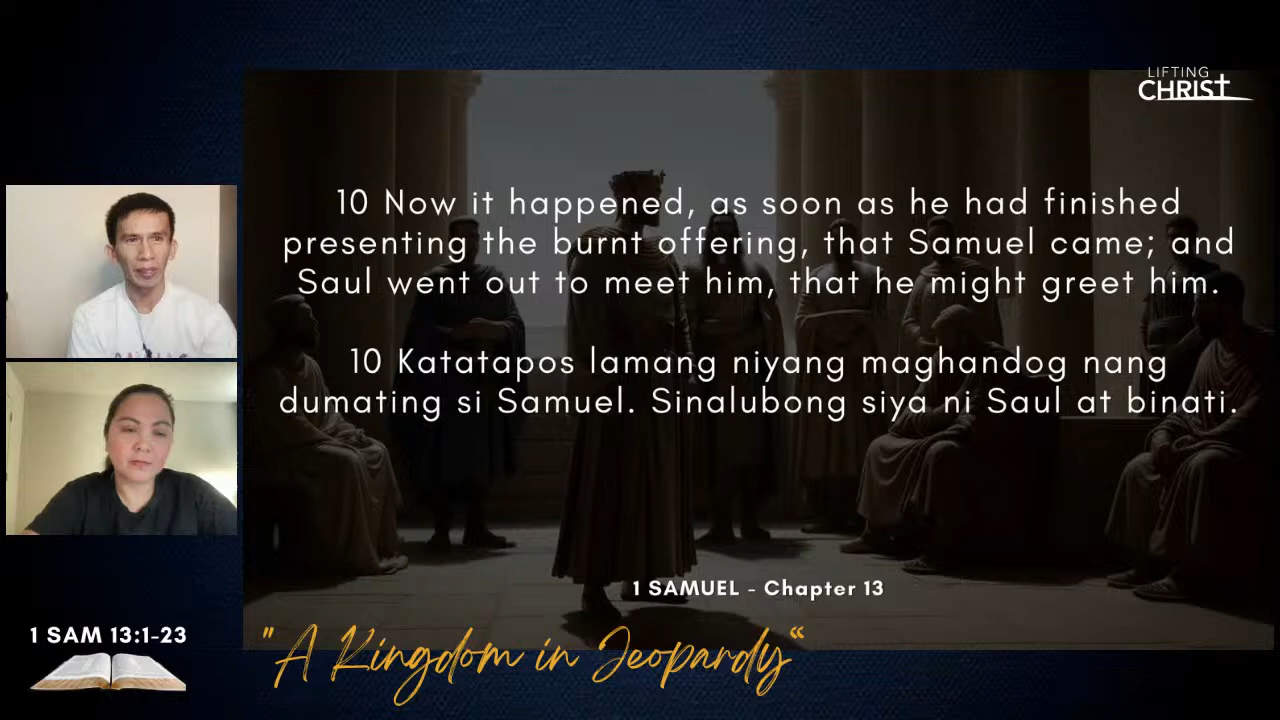 LIFTING
CHRIST
10 Now it happened, as soon as he had finished
presenting the burnt offering, that Samuel came; and
Saul went out to meet him, that he might greet him.
10 Katatapos lamang niyang maghandog nang
dumating si Samuel. Sinalubong siya ni Saul at binati.
1 SAMUEL - Chapter 13
1 SAM 13:1-23
"A Kingdom in Jeopardy“